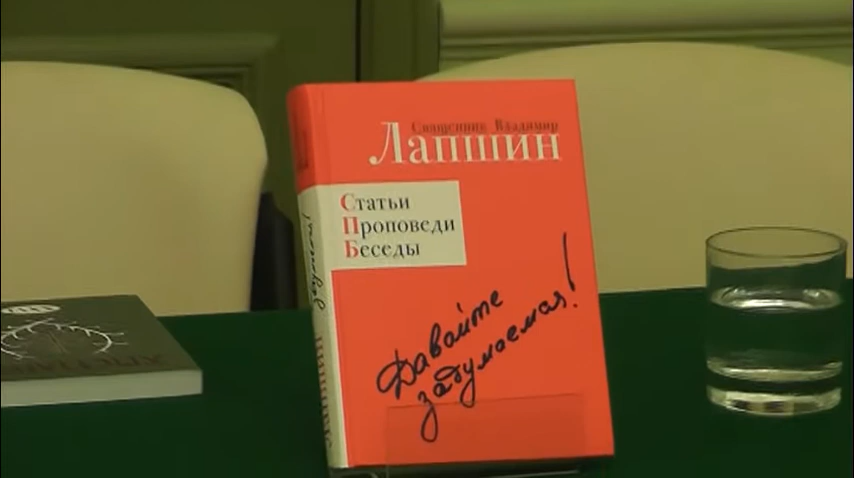 Священник Владимир
Лапшин
Статьи
Проповеди
Беседы
Давайте
задумаемся!